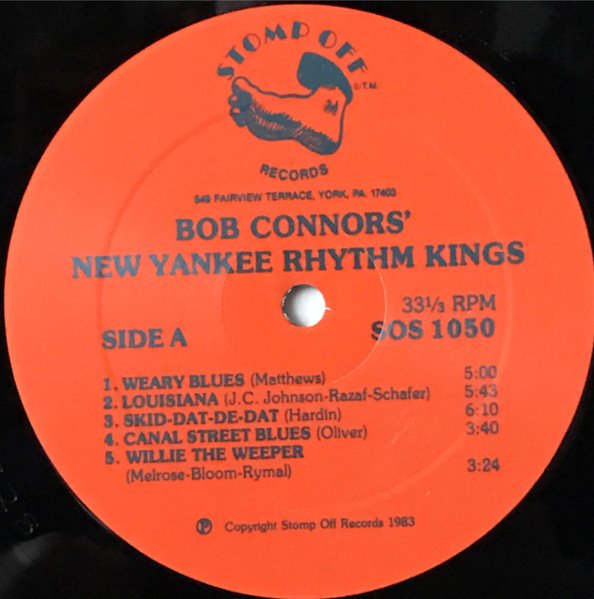 STOMP OFF
®T.M.
RECORDS
549 FAIRVIEW TERRACE, YORK, PA. 17403
BOB CONNORS'
NEW YANKEE RHYTHM KINGS
33⅓ RPM
SIDE A SOS 1050
1. WEARY BLUES (Matthews) 5:00
2. LOUISIANA (J.C. Johnson-Razaf-Schafer) 5:43
3. SKID-DAT-DE-DAT (Hardin) 6:10
4. CANAL STREET BLUES (Oliver) 3:40
5. WILLIE THE WEEPER
(Melrose-Bloom-Rymal) 3:24
℗ Copyright Stomp Off Records 1983